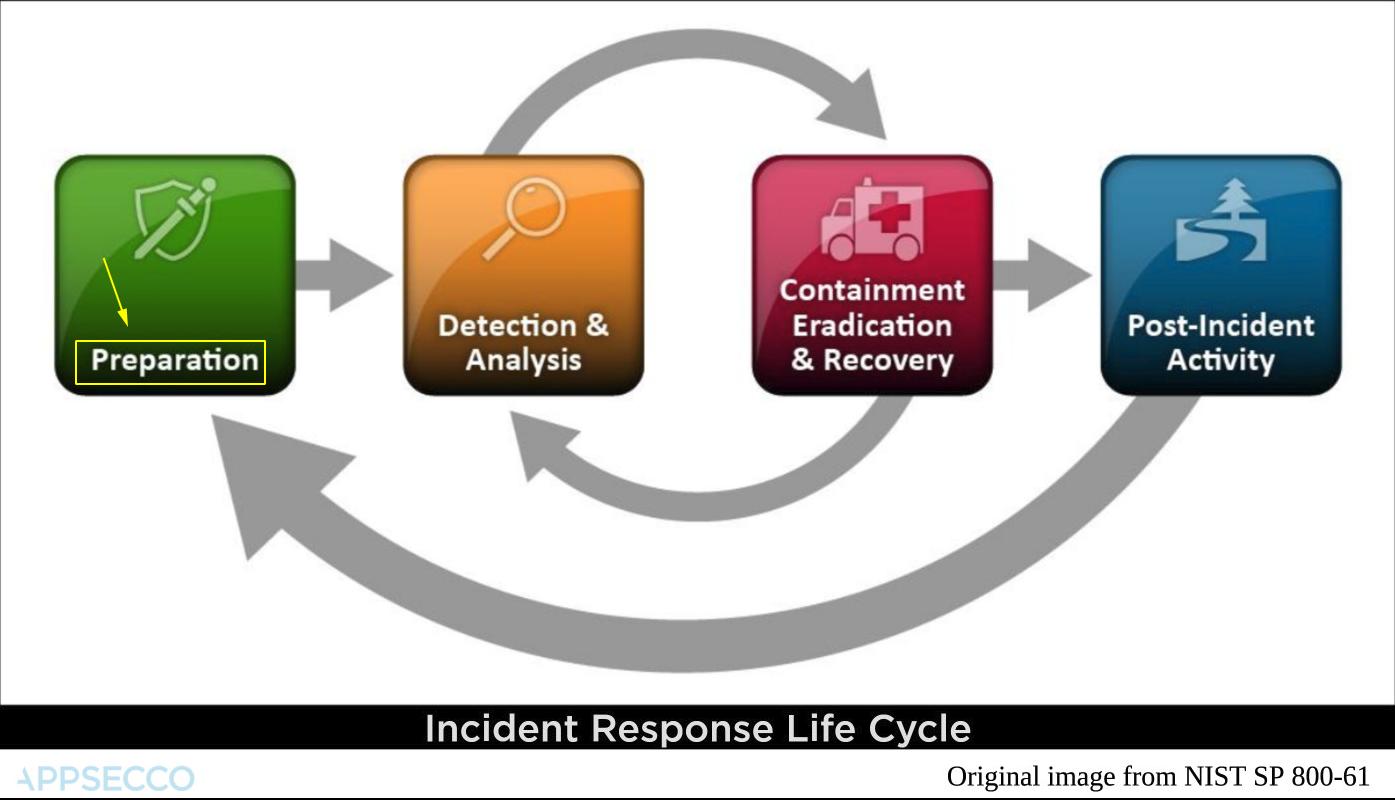 Preparation
Detection &
Analysis
Containment
Eradication
& Recovery
Post-Incident
Activity
Incident Response Life Cycle
APPSECCO
Original image from NIST SP 800-61